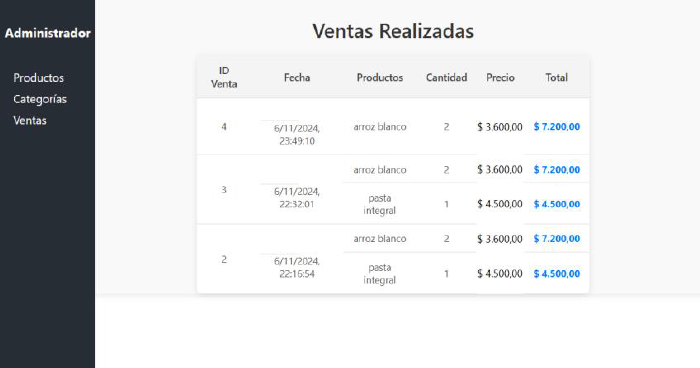 Administrador
Productos
Categorías
Ventas
Ventas Realizadas
ID Venta Fecha Productos Cantidad Precio Total
4 6/11/2024, 23:49:10 arroz blanco 2 $ 3.600,00 $ 7.200,00
3 6/11/2024, 22:32:01 arroz blanco 2 $ 3.600,00 $ 7.200,00
pasta integral 1 $ 4.500,00 $ 4.500,00
2 6/11/2024, 22:16:54 arroz blanco 2 $ 3.600,00 $ 7.200,00
pasta integral 1 $ 4.500,00 $ 4.500,00